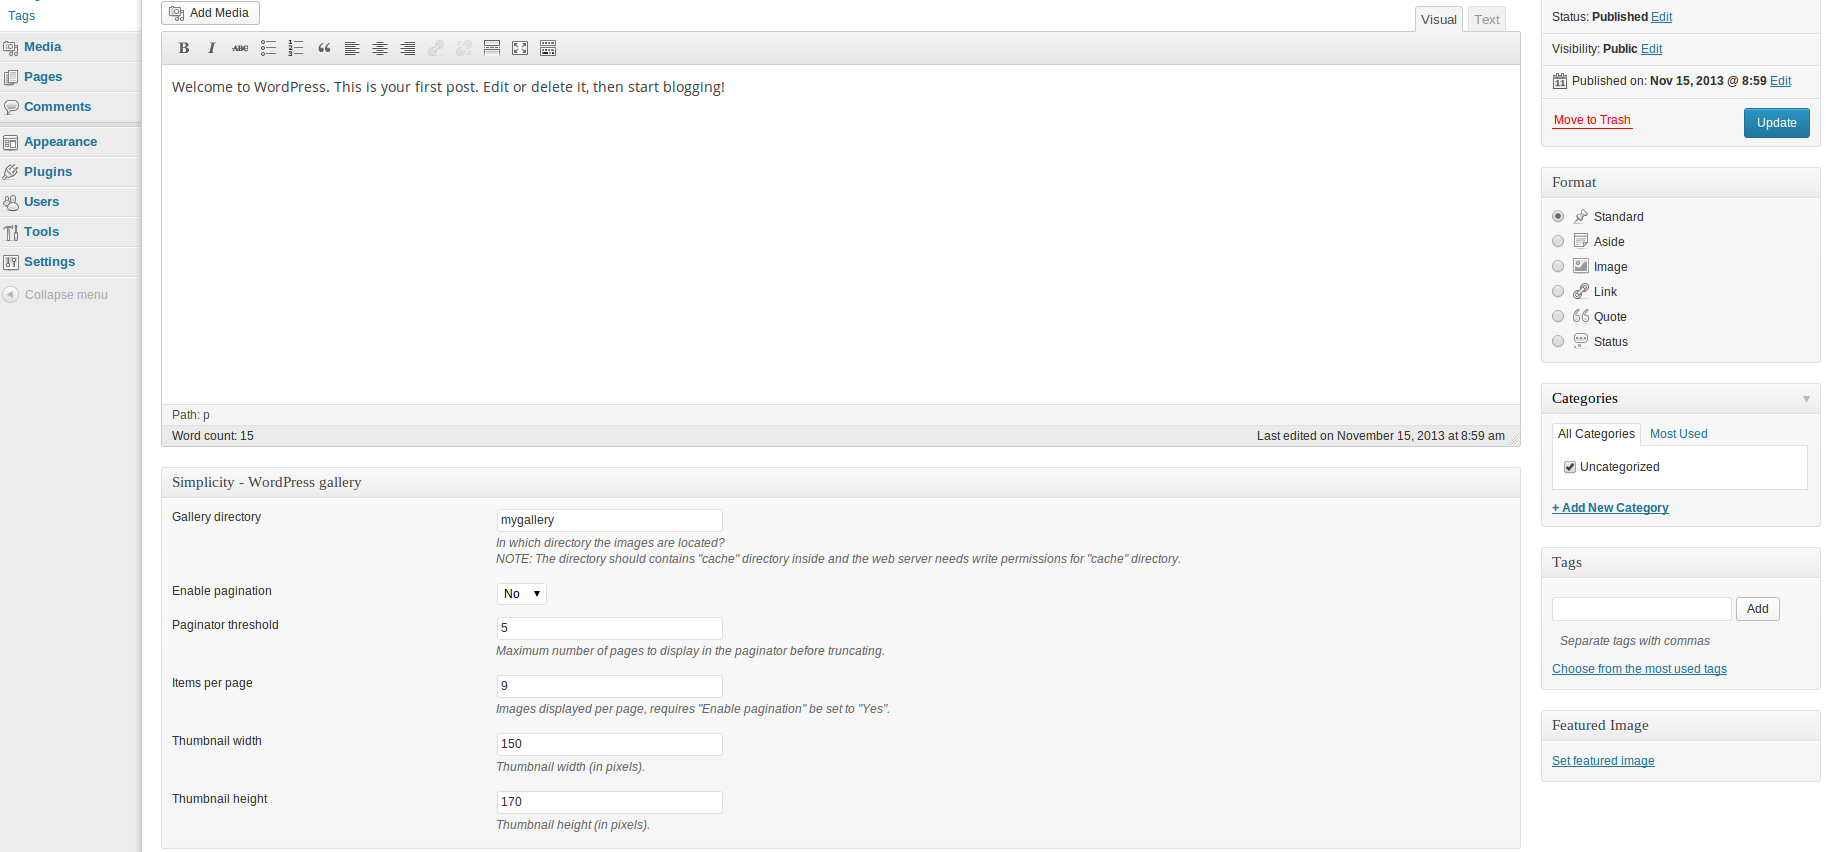 Tags
Media
Pages
Comments
Appearance
Plugins
Users
Tools
Settings
Collapse menu
Add Media
Visual Text
B I ABC
Welcome to WordPress. This is your first post. Edit or delete it, then start blogging!
Path: p
Word count: 15 Last edited on November 15, 2013 at 8:59 am
Simplicity - WordPress gallery
Gallery directory mygallery
In which directory the images are located?
NOTE: The directory should contains "cache" directory inside and the web server needs write permissions for "cache" directory.
Enable pagination No
Paginator threshold 5
Maximum number of pages to display in the paginator before truncating.
Items per page 9
Images displayed per page, requires "Enable pagination" be set to "Yes".
Thumbnail width 150
Thumbnail width (in pixels).
Thumbnail height 170
Thumbnail height (in pixels).
Status: Published Edit
Visibility: Public Edit
11 Published on: Nov 15, 2013 @ 8:59 Edit
Move to Trash Update
Format
Standard
Aside
Image
Link
Quote
Status
Categories
All Categories Most Used
Uncategorized
+ Add New Category
Tags
Add
Separate tags with commas
Choose from the most used tags
Featured Image
Set featured image